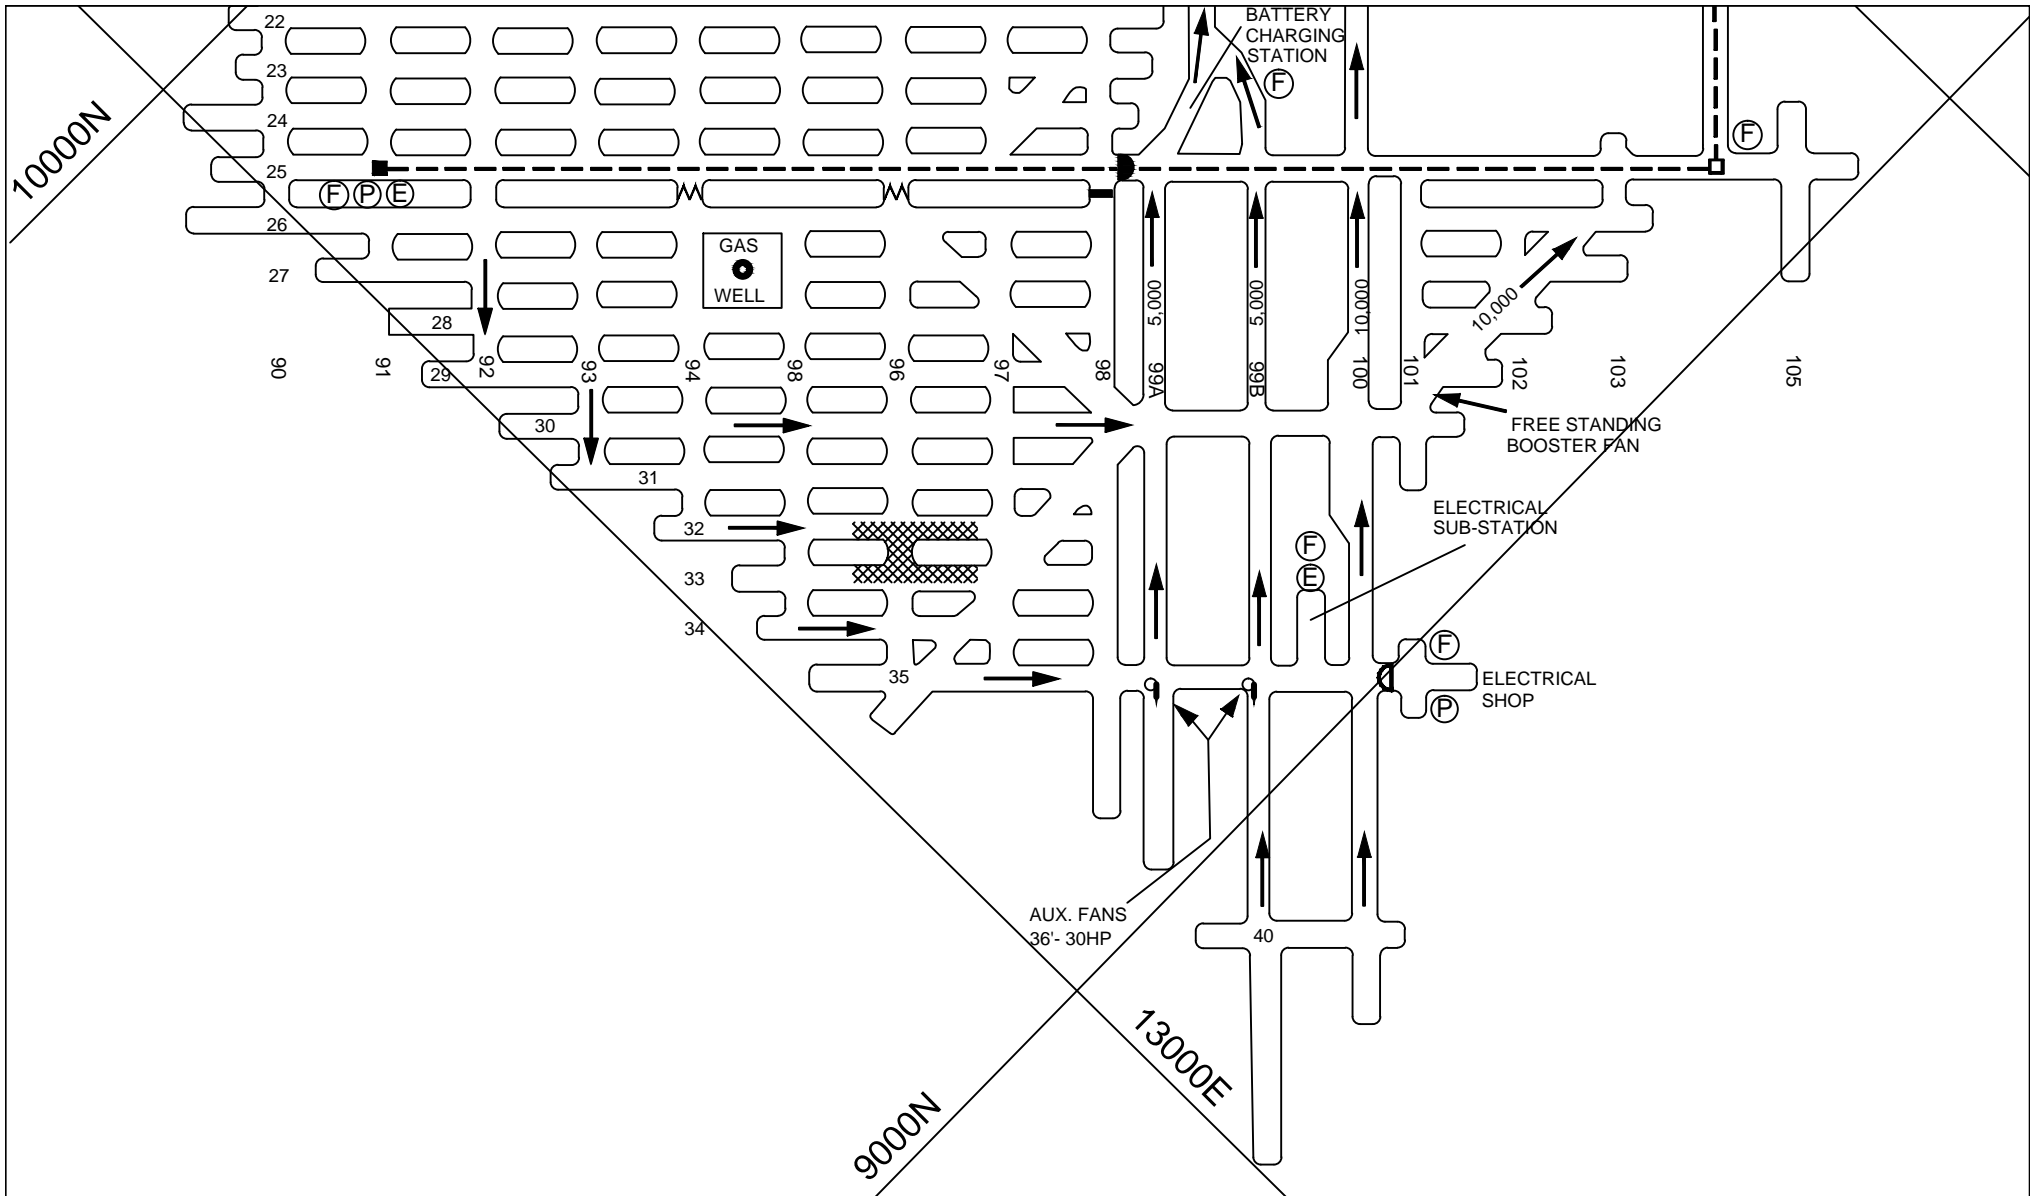 22
23
24
25
26
27
28
29
30
31
32
33
34
35
40
10000N
BATTERY
CHARGING
STATION
F
F
F P E
GAS
WELL
5,000
5,000
10,000
10,000
90
91
92
93
94
98
96
97
98
99A
99B
100
101
102
103
105
FREE STANDING
BOOSTER FAN
ELECTRICAL
SUB-STATION
F
E
F
P
ELECTRICAL
SHOP
AUX. FANS
36'- 30HP
13000E
9000N